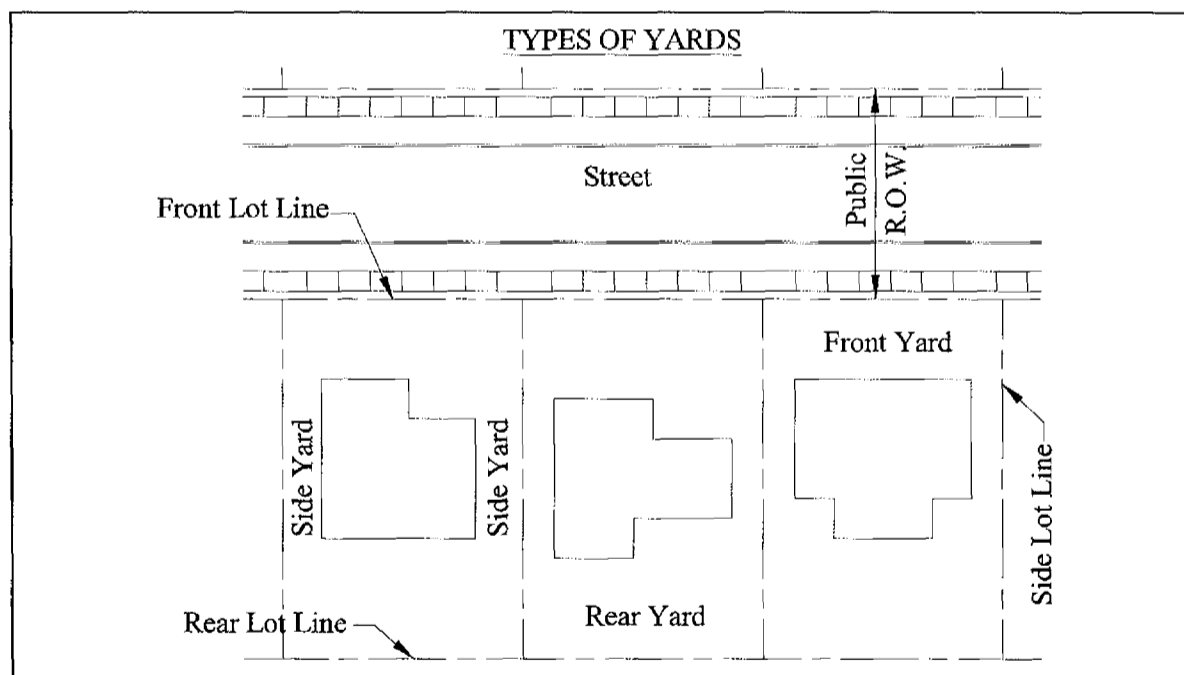 TYPES OF YARDS
Street
Public
R.O.W.
Front Lot Line
Front Yard
Side Yard
Side Yard
Side Lot Line
Rear Yard
Rear Lot Line